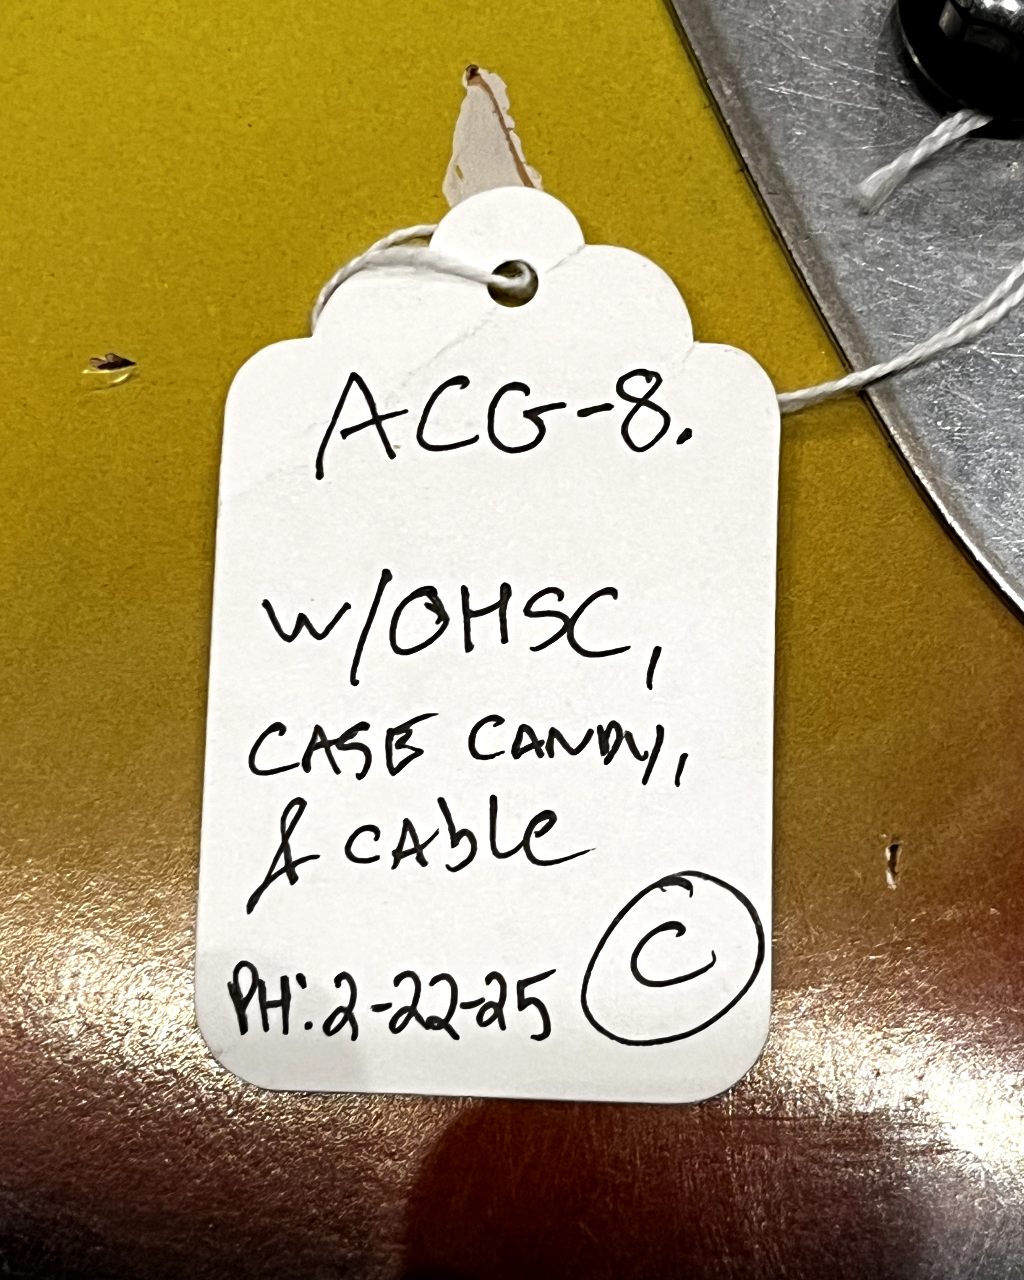 ACG-8.
W/OHSC,
CASE CANDY,
& CAble
PH: 2-22-25
C